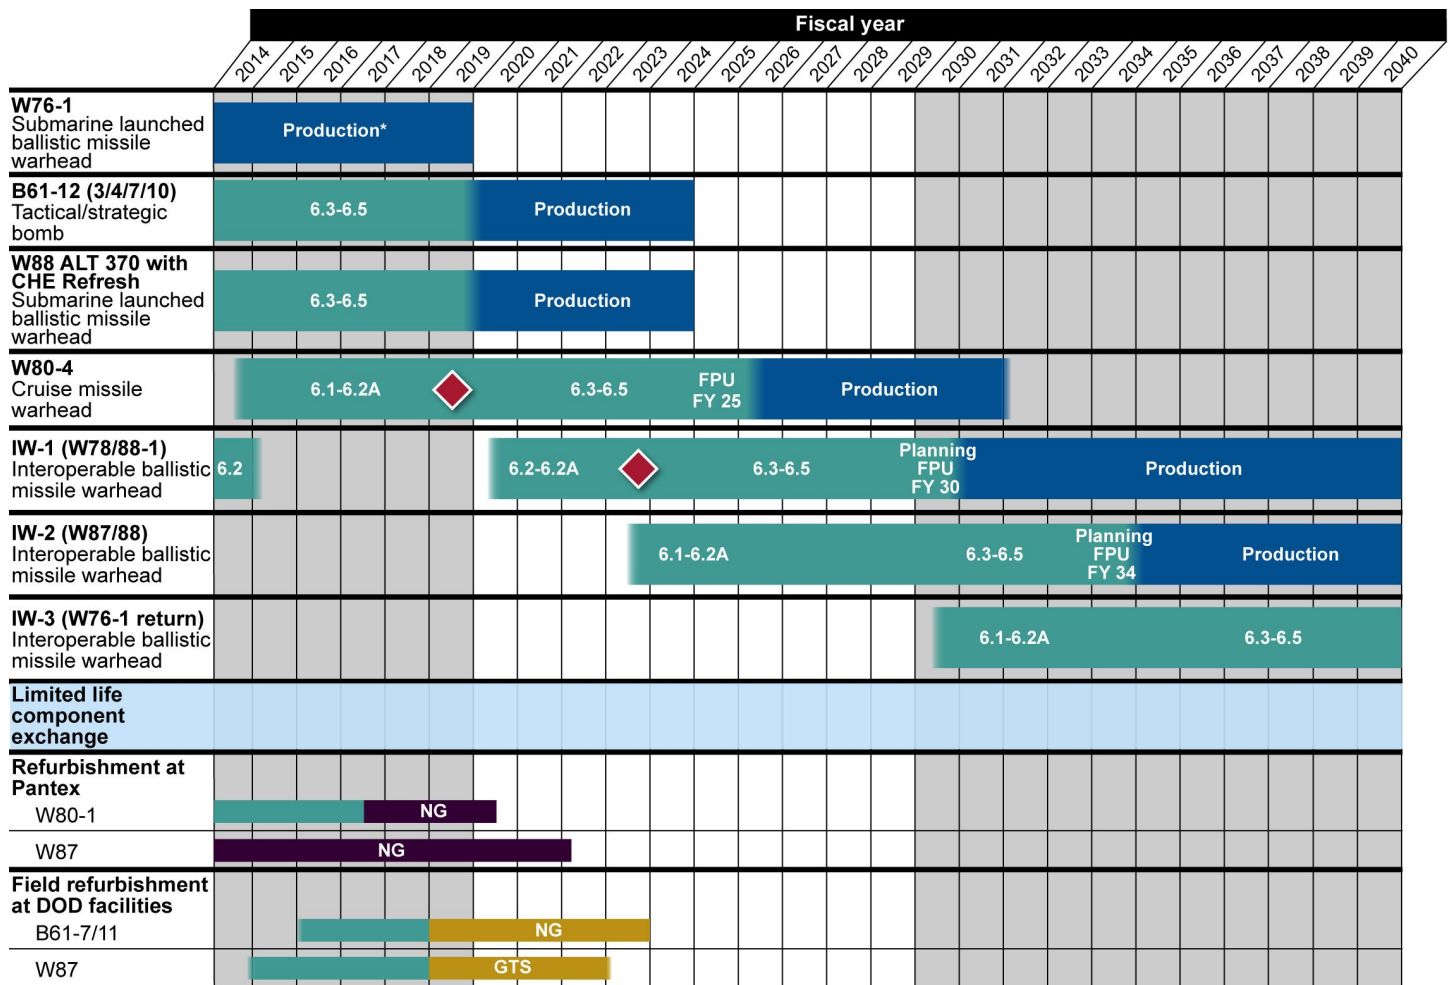 Fiscal year
2014 2015 2016 2017 2018 2019 2020 2021 2022 2023 2024 2025 2026 2027 2028 2029 2030 2031 2032 2033 2034 2035 2036 2037 2038 2039 2040
W76-1
Submarine launched
ballistic missile
warhead
Production*
B61-12 (3/4/7/10)
Tactical/strategic
bomb
6.3-6.5
Production
W88 ALT 370 with
CHE Refresh
Submarine launched
ballistic missile
warhead
6.3-6.5
Production
W80-4
Cruise missile
warhead
6.1-6.2A
6.3-6.5
FPU
FY 25
Production
IW-1 (W78/88-1)
Interoperable ballistic
missile warhead
6.2
6.2-6.2A
6.3-6.5
Planning
FPU
FY 30
Production
IW-2 (W87/88)
Interoperable ballistic
missile warhead
6.1-6.2A
6.3-6.5
Planning
FPU
FY 34
Production
IW-3 (W76-1 return)
Interoperable ballistic
missile warhead
6.1-6.2A
6.3-6.5
Limited life
component
exchange
Refurbishment at
Pantex
W80-1
NG
W87
NG
Field refurbishment
at DOD facilities
B61-7/11
NG
W87
GTS